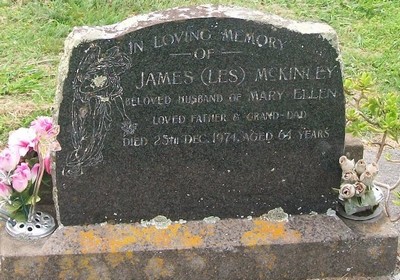 IN LOVING MEMORY
OF
JAMES (LES) MCKINLEY
BELOVED HUSBAND OF MARY ELLEN
LOVED FATHER & GRAND-DAD
DIED 25TH DEC. 1974, AGED 64 YEARS